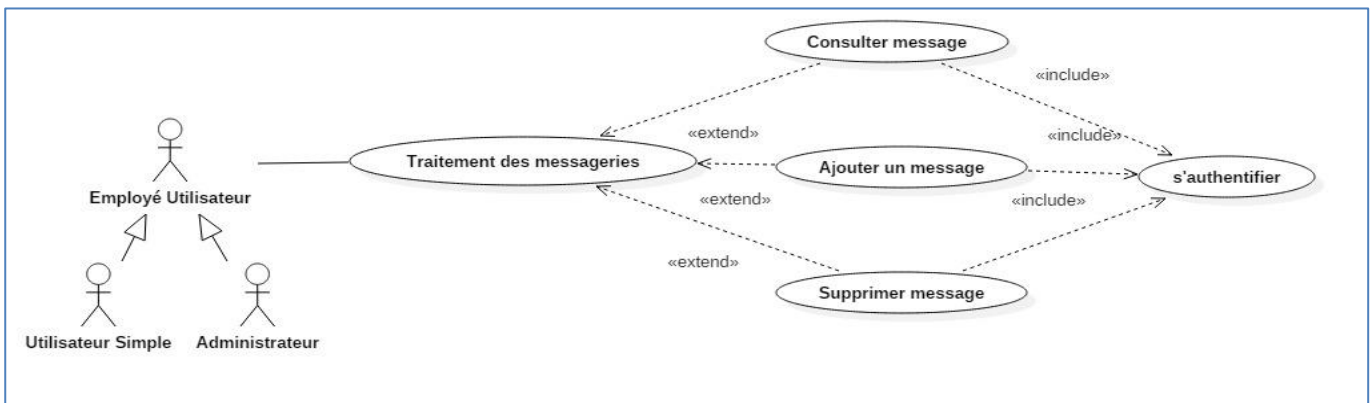 Consulter message
«include»
«extend»
«include»
Traitement des messageries
Ajouter un message
s'authentifier
Employé Utilisateur
«extend»
«include»
«extend»
Supprimer message
Utilisateur Simple
Administrateur